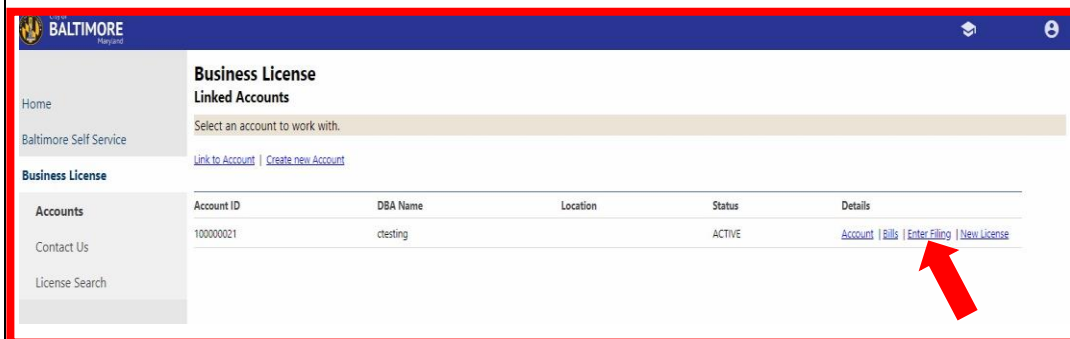 City of
BALTIMORE
Maryland
Business License
Linked Accounts
Home
Select an account to work with.
Baltimore Self Service
Link to Account | Create new Account
Business License
Accounts
Account ID DBA Name Location Status Details
100000021 ctesting ACTIVE Account | Bills | Enter Filing | New License
Contact Us
License Search